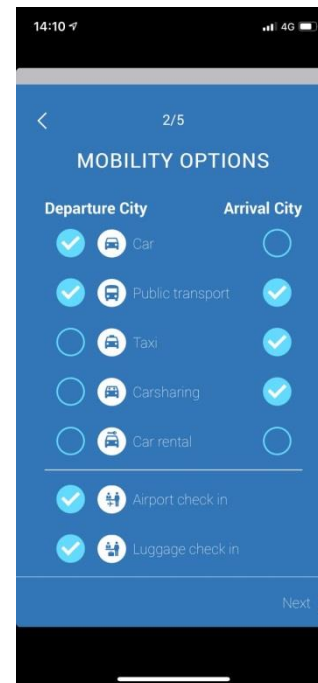 14:10 4G
2/5
MOBILITY OPTIONS
Departure City Arrival City
Car
Public transport
Taxi
Carsharing
Car rental
Airport check in
Luggage check in
Next